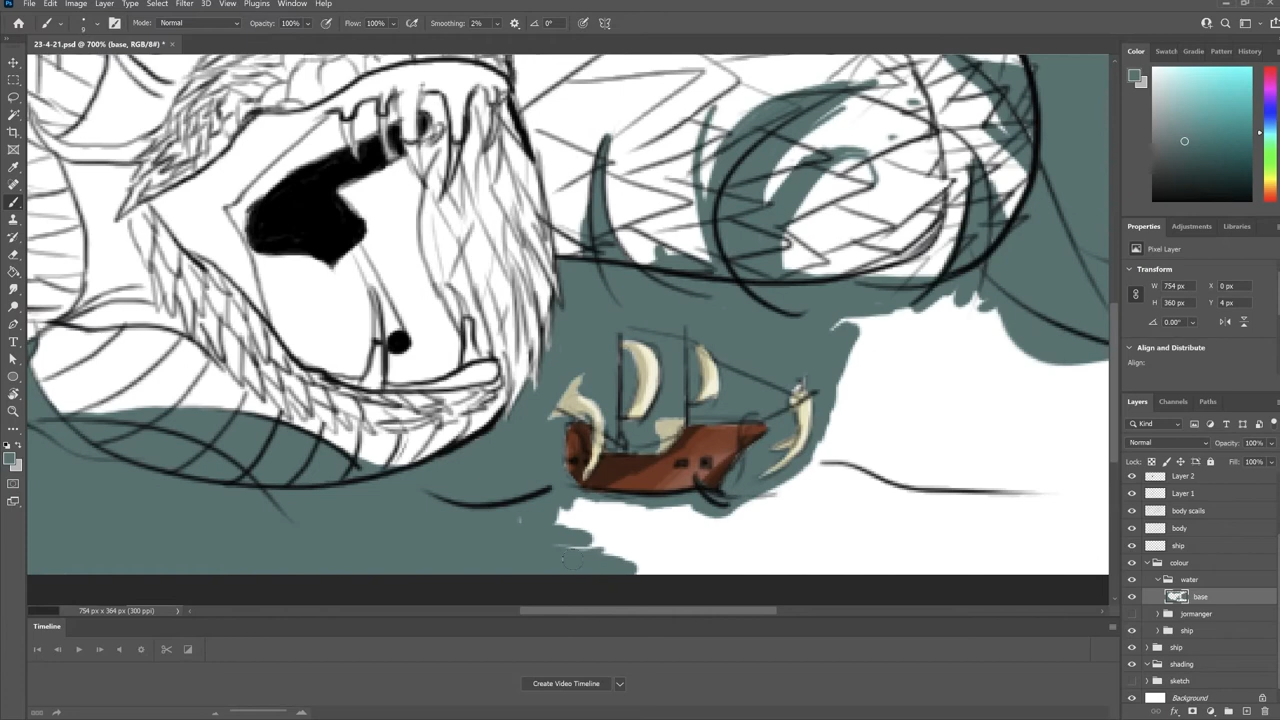 File Edit Image Layer Type Select Filter 3D View Plugins Window Help
9 Mode: Normal Opacity: 100% Flow: 100% Smoothing: 2% 0°
23-4-21.psd @ 700% (base, RGB/8#) *
Color Swatch Gradie Pattern History
Properties Adjustments Libraries
Pixel Layer
Transform
W 754 px X 0 px
H 360 px Y 4 px
0.00°
Align and Distribute
Align:
Layers Channels Paths
Kind
Normal Opacity: 100%
Lock: Fill: 100%
Layer 2
Layer 1
body scails
body
ship
colour
water
base
jormanger
ship
ship
shading
sketch
Background
754 px x 364 px (300 ppi)
Timeline
Create Video Timeline